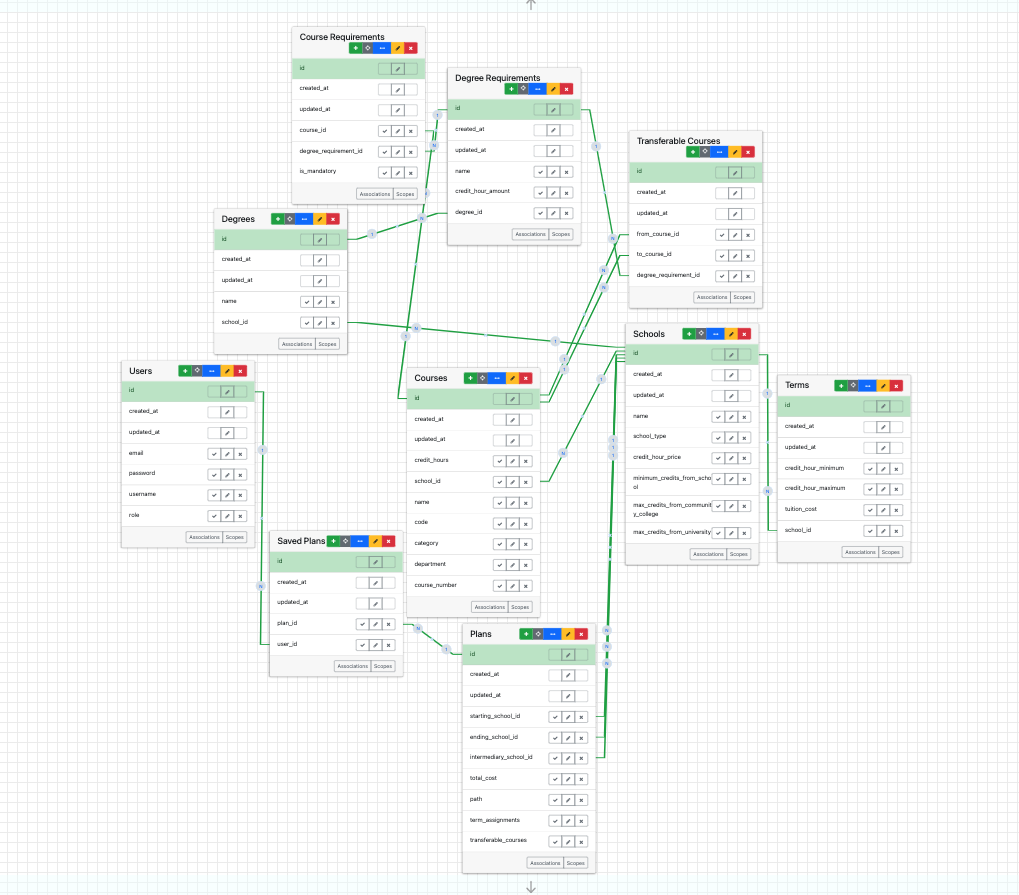 Course Requirements
id
created_at
updated_at
course_id
degree_requirement_id
is_mandatory
Associations Scopes
Degree Requirements
id
created_at
updated_at
name
credit_hour_amount
degree_id
Associations Scopes
Transferable Courses
id
created_at
updated_at
from_course_id
to_course_id
degree_requirement_id
Associations Scopes
Degrees
id
created_at
updated_at
name
school_id
Associations Scopes
Schools
id
created_at
updated_at
name
school_type
credit_hour_price
minimum_credits_from_scho
ol
max_credits_from_communit
y_college
max_credits_from_university
Associations Scopes
Users
id
created_at
updated_at
email
password
username
role
Associations Scopes
Courses
id
created_at
updated_at
credit_hours
school_id
name
code
category
department
course_number
Associations Scopes
Terms
id
created_at
updated_at
credit_hour_minimum
credit_hour_maximum
tuition_cost
school_id
Associations Scopes
Saved Plans
id
created_at
updated_at
plan_id
user_id
Associations Scopes
Plans
id
created_at
updated_at
starting_school_id
ending_school_id
intermediary_school_id
total_cost
path
term_assignments
transferable_courses
Associations Scopes